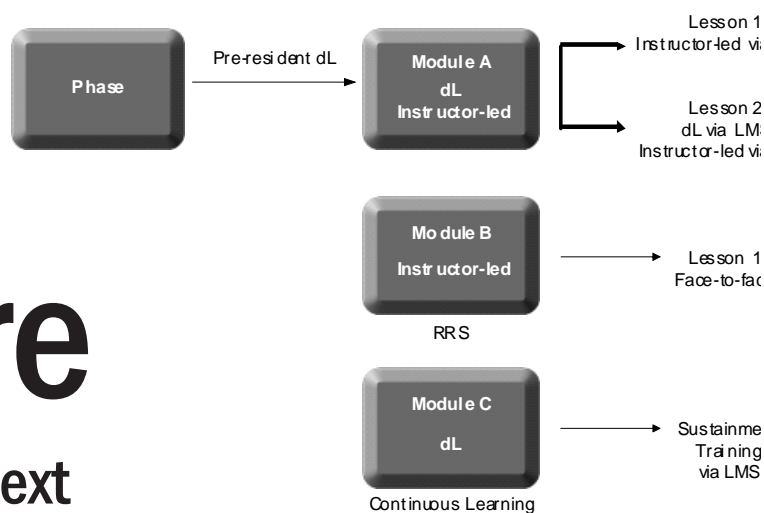 Phase
Pre-resident dL
Module A
dL
Instructor-led
Lesson 1
Instructor-led via
Lesson 2
dL via LM
Instructor-led via
Module B
Instructor-led
RRS
Lesson 1
Face-to-fac
Module C
dL
Continuous Learning
Sustainme
Training
via LMS
re
ext